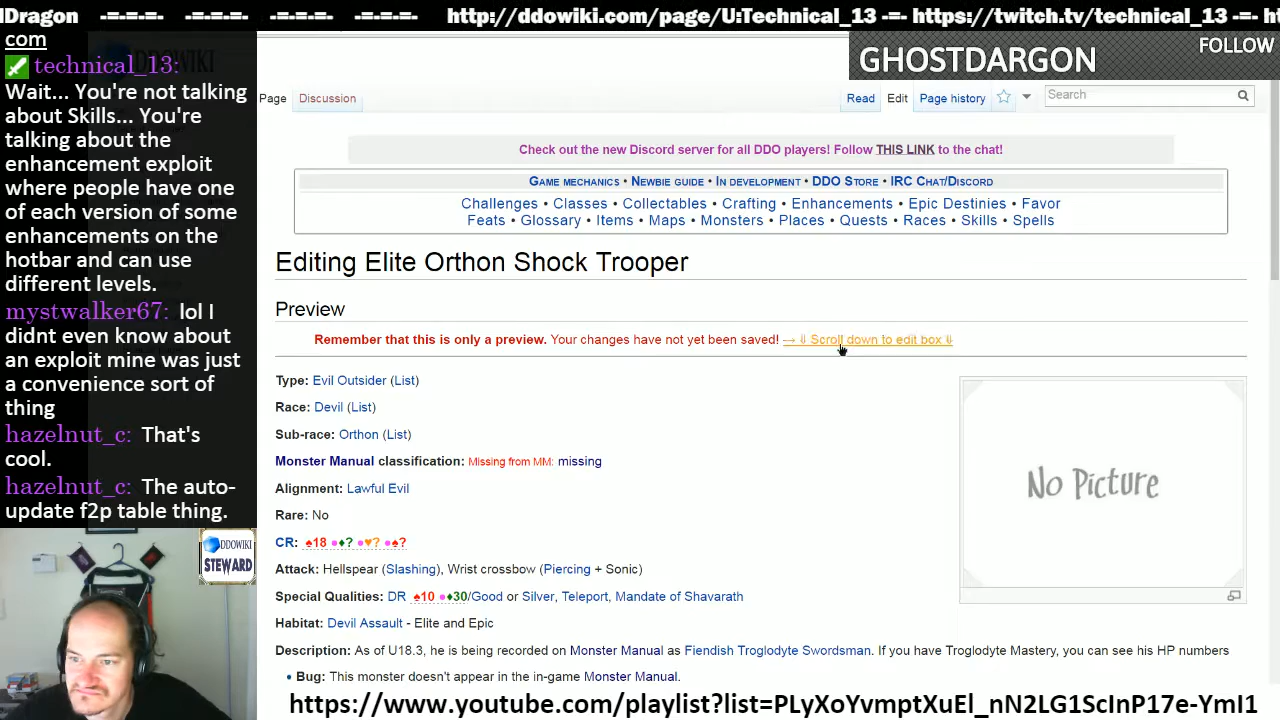 dDragon -=-=-=- -=-=-=- -=-=-=- http://ddowiki.com/page/U:Technical_13 -=- https://twitch.tv/technical_13 -=- ht
com
technical_13:
Wait... You're not talking
about Skills... You're
talking about the
enhancement exploit
where people have one
of each version of some
enhancements on the
hotbar and can use
different levels.
mystwalker67: lol I
didnt even know about
an exploit mine was just
a convenience sort of
thing
hazelnut_c: That's
cool.
hazelnut_c: The auto-
update f2p table thing.
DDOWIKI
STEWARD
GHOSTDARGON
FOLLOW
Page Discussion Read Edit Page history Search
Check out the new Discord server for all DDO players! Follow THIS LINK to the chat!
Game mechanics • Newbie guide • In development • DDO Store • IRC Chat/Discord
Challenges • Classes • Collectables • Crafting • Enhancements • Epic Destinies • Favor
Feats • Glossary • Items • Maps • Monsters • Places • Quests • Races • Skills • Spells
Editing Elite Orthon Shock Trooper
Preview
Remember that this is only a preview. Your changes have not yet been saved! → ⇓ Scroll down to edit box ⇓
Type: Evil Outsider (List)
Race: Devil (List)
Sub-race: Orthon (List)
Monster Manual classification: Missing from MM: missing
Alignment: Lawful Evil
Rare: No
CR: ♠18 ●♦? ●♥? ●♠?
Attack: Hellspear (Slashing), Wrist crossbow (Piercing + Sonic)
Special Qualities: DR ♠10 ●♦30/Good or Silver, Teleport, Mandate of Shavarath
Habitat: Devil Assault - Elite and Epic
Description: As of U18.3, he is being recorded on Monster Manual as Fiendish Troglodyte Swordsman. If you have Troglodyte Mastery, you can see his HP numbers
• Bug: This monster doesn't appear in the in-game Monster Manual.
No Picture
https://www.youtube.com/playlist?list=PLyXoYvmptXuEl_nN2LG1ScInP17e-YmI1